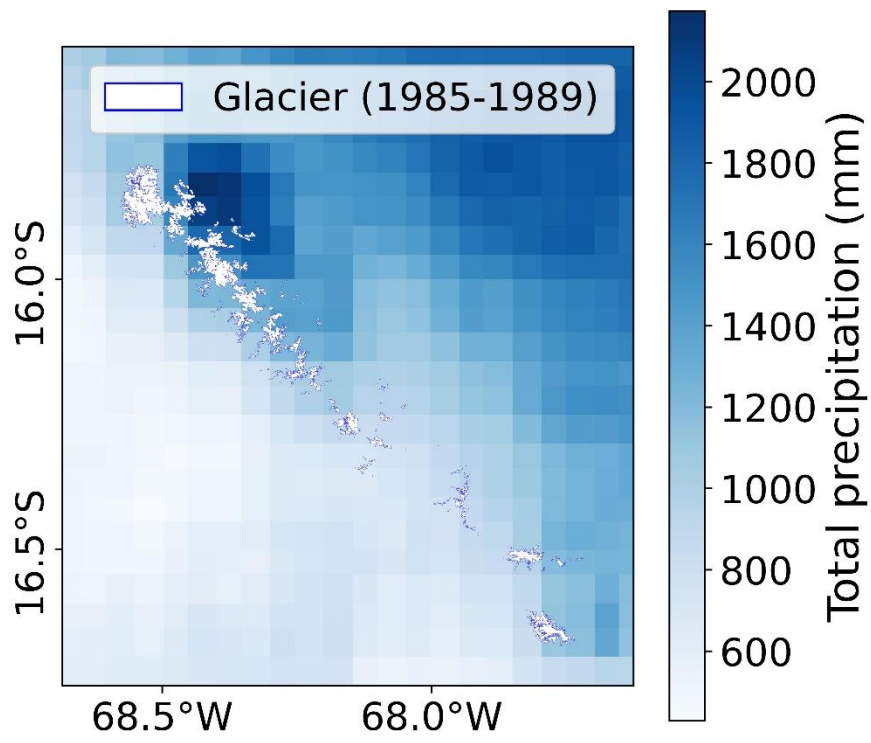 Glacier (1985-1989)
16.0°S
16.5°S
68.5°W
68.0°W
2000
1800
1600
1400
1200
1000
800
600
Total precipitation (mm)